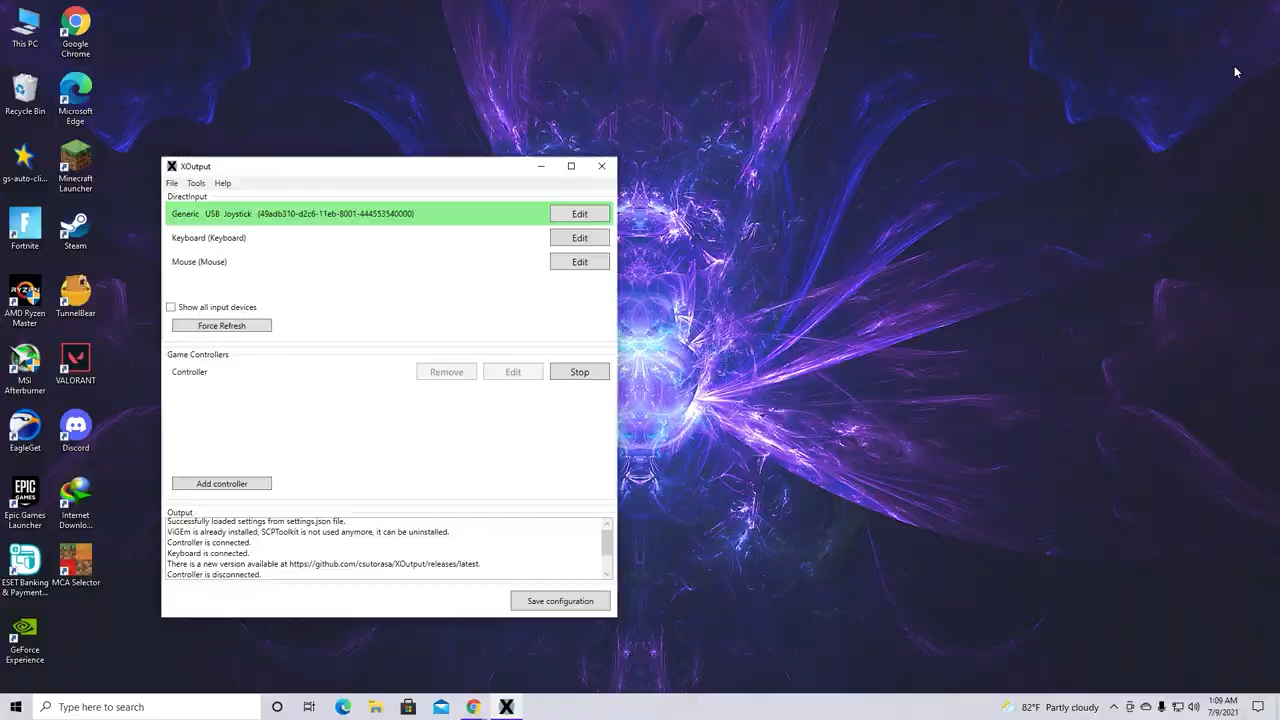 This PC
Google Chrome
Recycle Bin
Microsoft Edge
gs-auto-cli...
Minecraft Launcher
Fortnite
Steam
RYZEN
AMD Ryzen Master
TunnelBear
MSI Afterburner
VALORANT
EagleGet
Discord
EPIC GAMES
Epic Games Launcher
Internet Downlo...
ESET Banking & Payment...
MCA Selector
GeForce Experience
XOutput
File Tools Help
DirectInput
Generic USB Joystick (49adb310-d2c6-11eb-8001-444553540000) Edit
Keyboard (Keyboard) Edit
Mouse (Mouse) Edit
Show all input devices
Force Refresh
Game Controllers
Controller Remove Edit Stop
Add controller
Output
Successfully loaded settings from settings.json file.
ViGEm is already installed, SCPToolkit is not used anymore, it can be uninstalled.
Controller is connected.
Keyboard is connected.
There is a new version available at https://github.com/csutorasa/XOutput/releases/latest.
Controller is disconnected.
Save configuration
Type here to search
82°F Partly cloudy
1:09 AM
7/9/2021